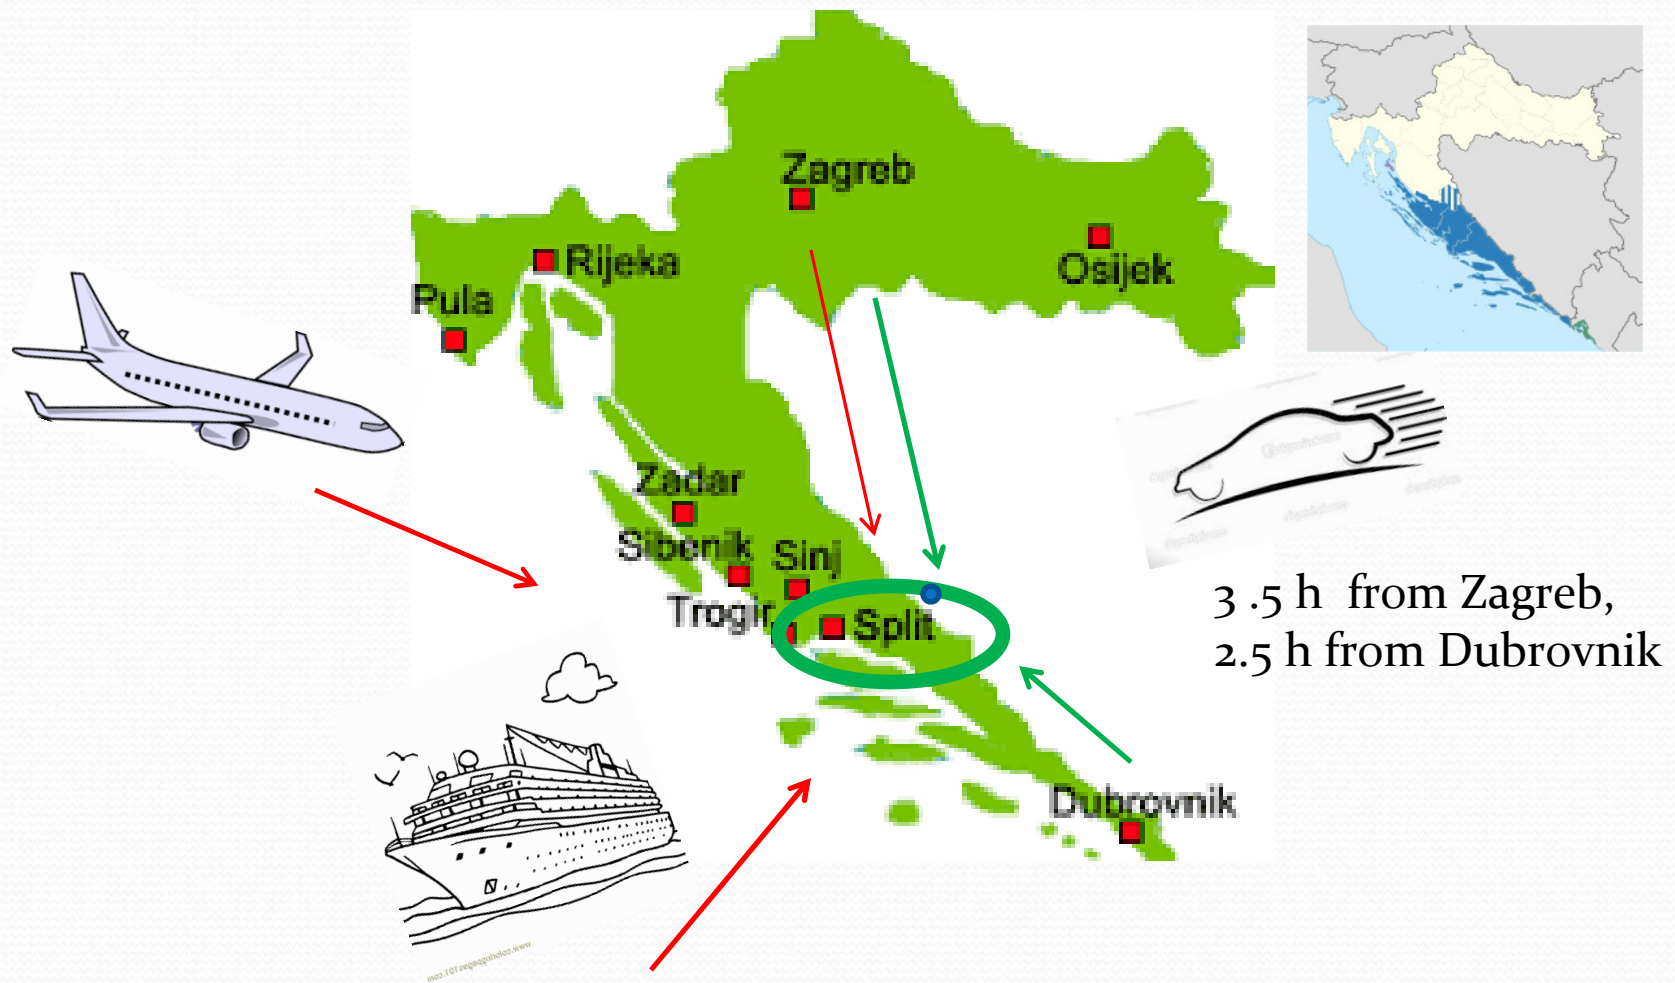 Zagreb
Osijek
Rijeka
Pula
Zadar
Sibenik
Sinj
Trogir
Split
Dubrovnik
3 .5 h from Zagreb,
2.5 h from Dubrovnik